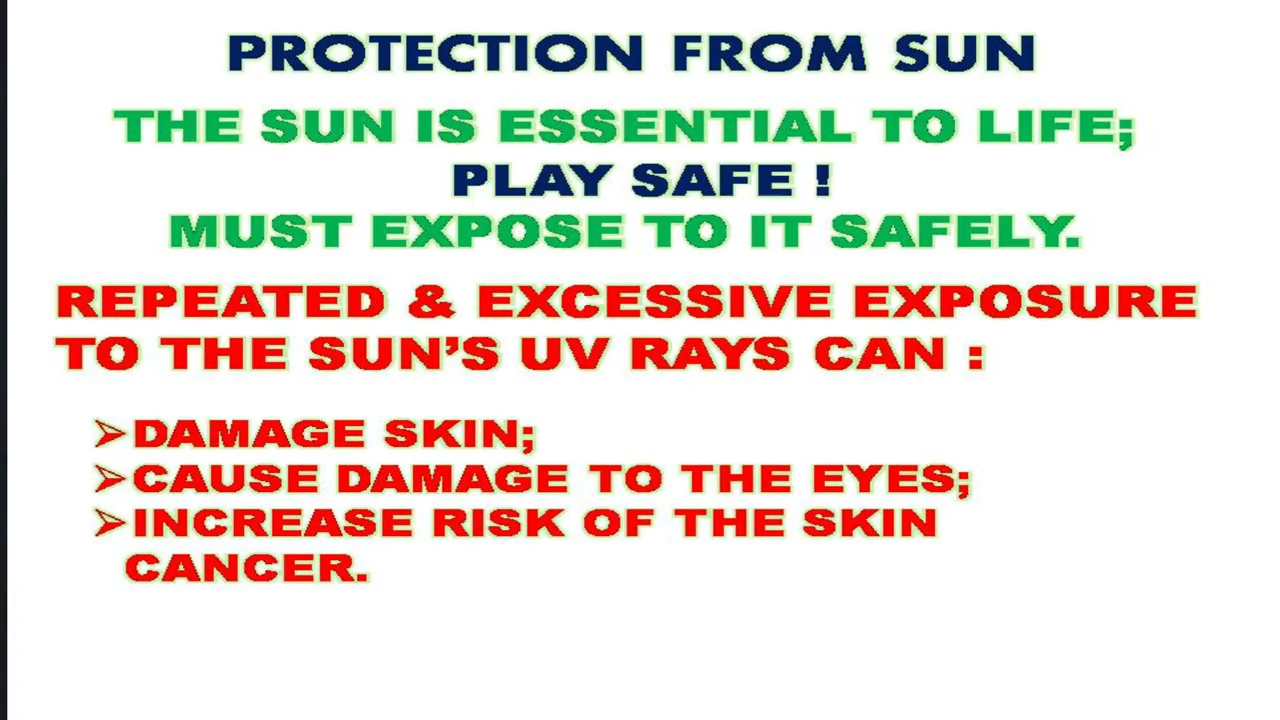 PROTECTION FROM SUN
THE SUN IS ESSENTIAL TO LIFE;
PLAY SAFE !
MUST EXPOSE TO IT SAFELY.
REPEATED & EXCESSIVE EXPOSURE
TO THE SUN’S UV RAYS CAN :
➢DAMAGE SKIN;
➢CAUSE DAMAGE TO THE EYES;
➢INCREASE RISK OF THE SKIN
CANCER.